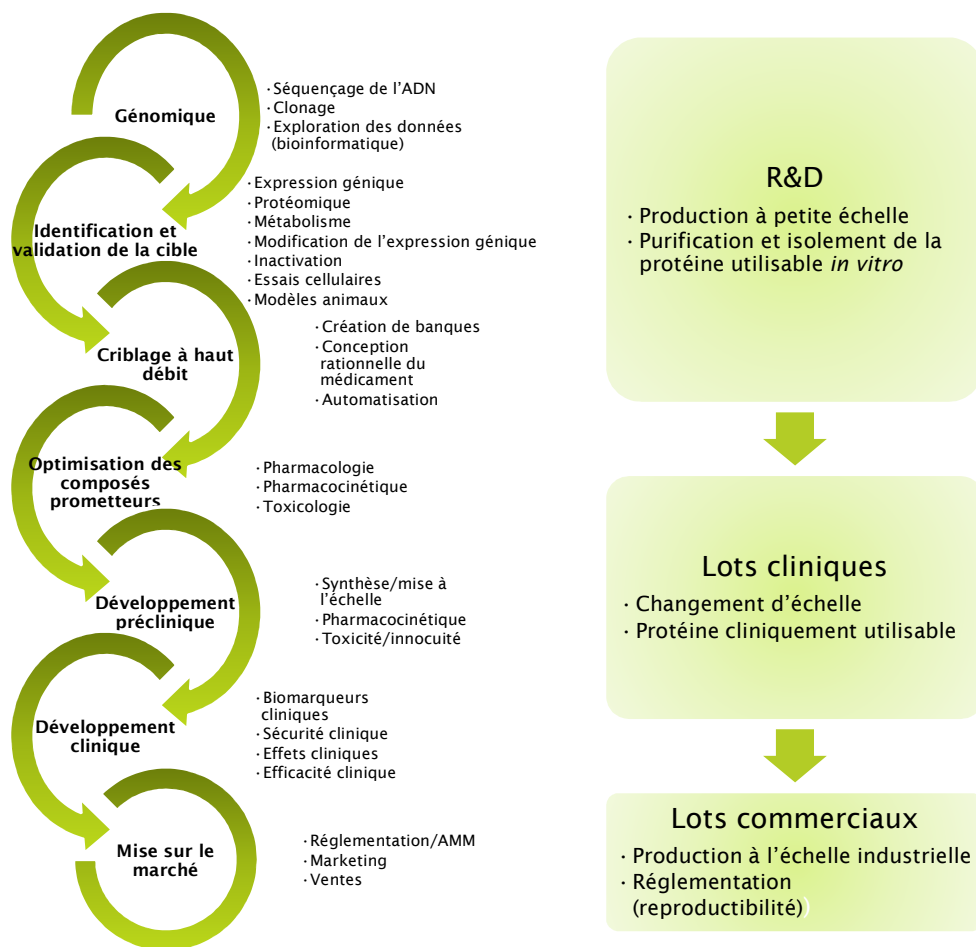 Génomique
· Séquençage de l'ADN
· Clonage
· Exploration des données
(bioinformatique)
Identification et
validation de la cible
· Expression génique
· Protéomique
· Métabolisme
· Modification de l'expression génique
· Inactivation
· Essais cellulaires
· Modèles animaux
Criblage à haut
débit
· Création de banques
· Conception
rationnelle du
médicament
· Automatisation
Optimisation des
composés
prometteurs
· Pharmacologie
· Pharmacocinétique
· Toxicologie
Développement
préclinique
· Synthèse/mise à
l'échelle
· Pharmacocinétique
· Toxicité/innocuité
Développement
clinique
· Biomarqueurs
cliniques
· Sécurité clinique
· Effets cliniques
· Efficacité clinique
Mise sur le
marché
· Réglementation/AMM
· Marketing
· Ventes
R&D
· Production à petite échelle
· Purification et isolement de la
protéine utilisable in vitro
Lots cliniques
· Changement d'échelle
· Protéine cliniquement utilisable
Lots commerciaux
· Production à l'échelle industrielle
· Réglementation
(reproductibilité))